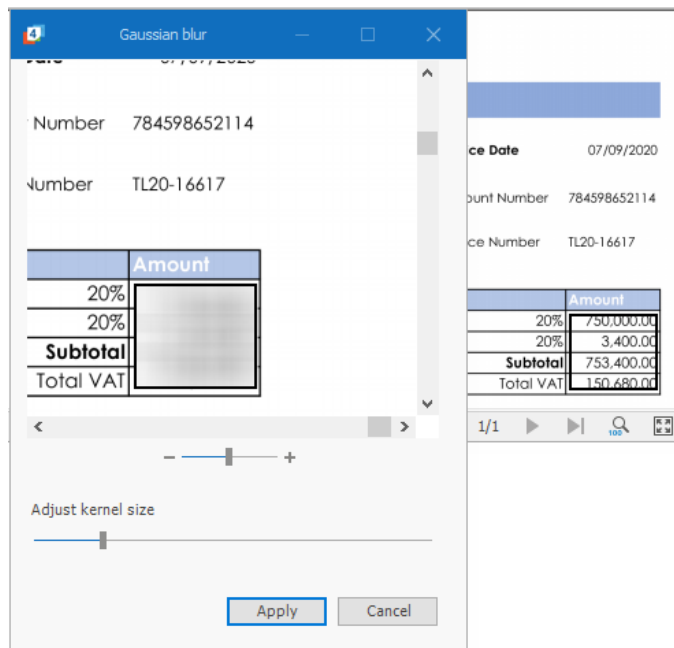 4 Gaussian blur
Number 784598652114
Number TL20-16617
Amount
20%
20%
Subtotal
Total VAT
Adjust kernel size
Apply Cancel
ce Date 07/09/2020
ount Number 784598652114
ce Number TL20-16617
Amount
20% 750,000.00
20% 3,400.00
Subtotal 753,400.00
Total VAT 150,680.00
1/1
100